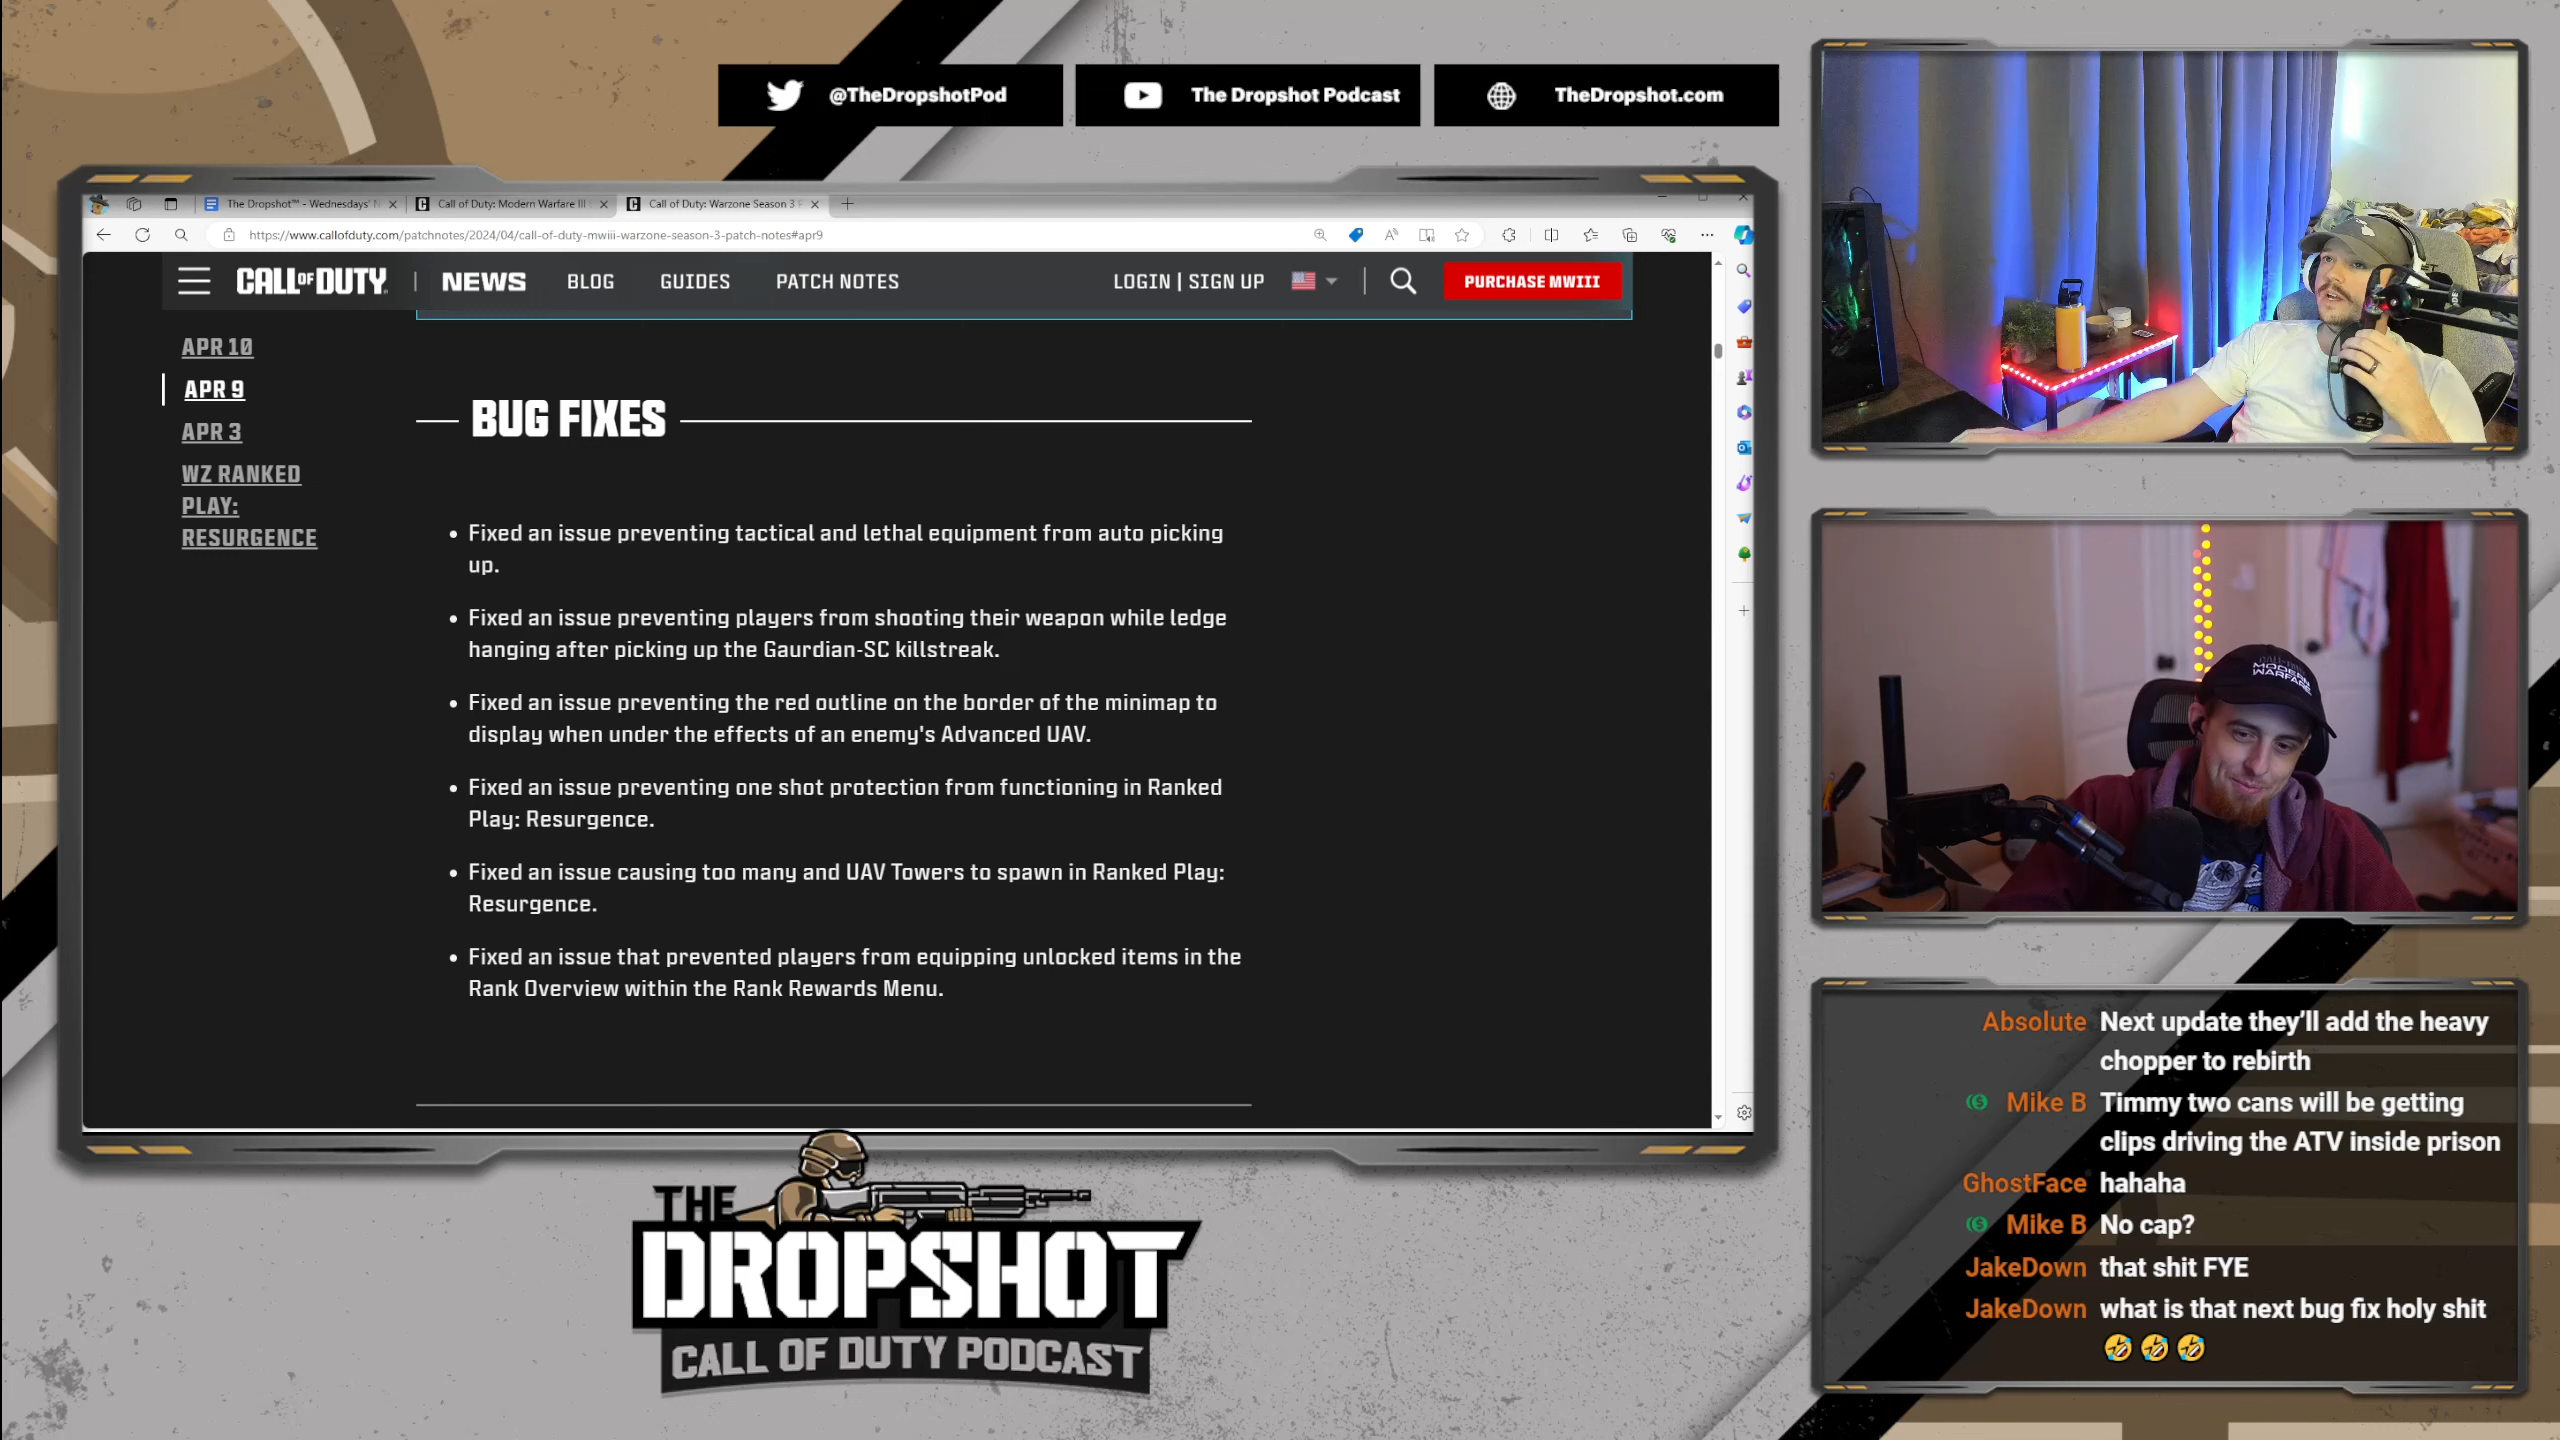 @TheDropshotPod
The Dropshot Podcast
TheDropshot.com
The Dropshot™ - Wednesdays'
Call of Duty: Modern Warfare III
Call of Duty: Warzone Season 3
https://www.callofduty.com/patchnotes/2024/04/call-of-duty-mwiii-warzone-season-3-patch-notes#apr9
CALL OF DUTY
NEWS
BLOG
GUIDES
PATCH NOTES
LOGIN | SIGN UP
PURCHASE MWIII
APR 10
APR 9
APR 3
WZ RANKED
PLAY:
RESURGENCE
BUG FIXES
• Fixed an issue preventing tactical and lethal equipment from auto picking
up.
• Fixed an issue preventing players from shooting their weapon while ledge
hanging after picking up the Gaurdian-SC killstreak.
• Fixed an issue preventing the red outline on the border of the minimap to
display when under the effects of an enemy's Advanced UAV.
• Fixed an issue preventing one shot protection from functioning in Ranked
Play: Resurgence.
• Fixed an issue causing too many and UAV Towers to spawn in Ranked Play:
Resurgence.
• Fixed an issue that prevented players from equipping unlocked items in the
Rank Overview within the Rank Rewards Menu.
MODERN
WARFARE
Absolute Next update they’ll add the heavy
chopper to rebirth
Mike B Timmy two cans will be getting
clips driving the ATV inside prison
GhostFace hahaha
Mike B No cap?
JakeDown that shit FYE
JakeDown what is that next bug fix holy shit
🤣🤣🤣
THE
DROPSHOT
CALL OF DUTY PODCAST